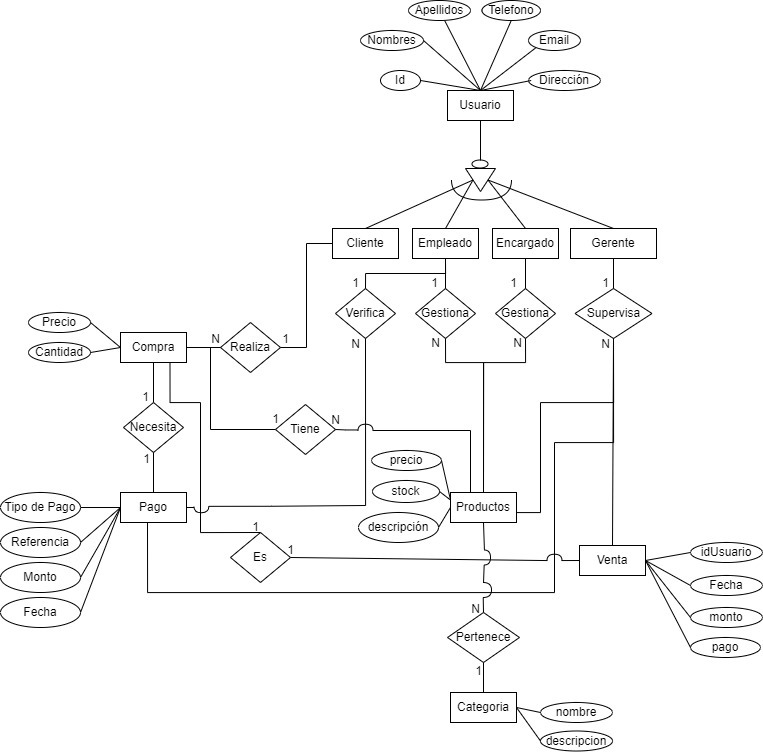 Apellidos
Telefono
Nombres
Email
Id
Dirección
Usuario
Cliente
Empleado
Encargado
Gerente
1
1
1
1
Verifica
Gestiona
Gestiona
Supervisa
N
N
N
N
Precio
Cantidad
Compra
N
Realiza
1
1
Necesita
1
1
Tiene
N
precio
stock
descripción
Productos
Tipo de Pago
Referencia
Monto
Fecha
Pago
1
Es
1
Venta
idUsuario
Fecha
monto
pago
N
Pertenece
1
Categoria
nombre
descripcion